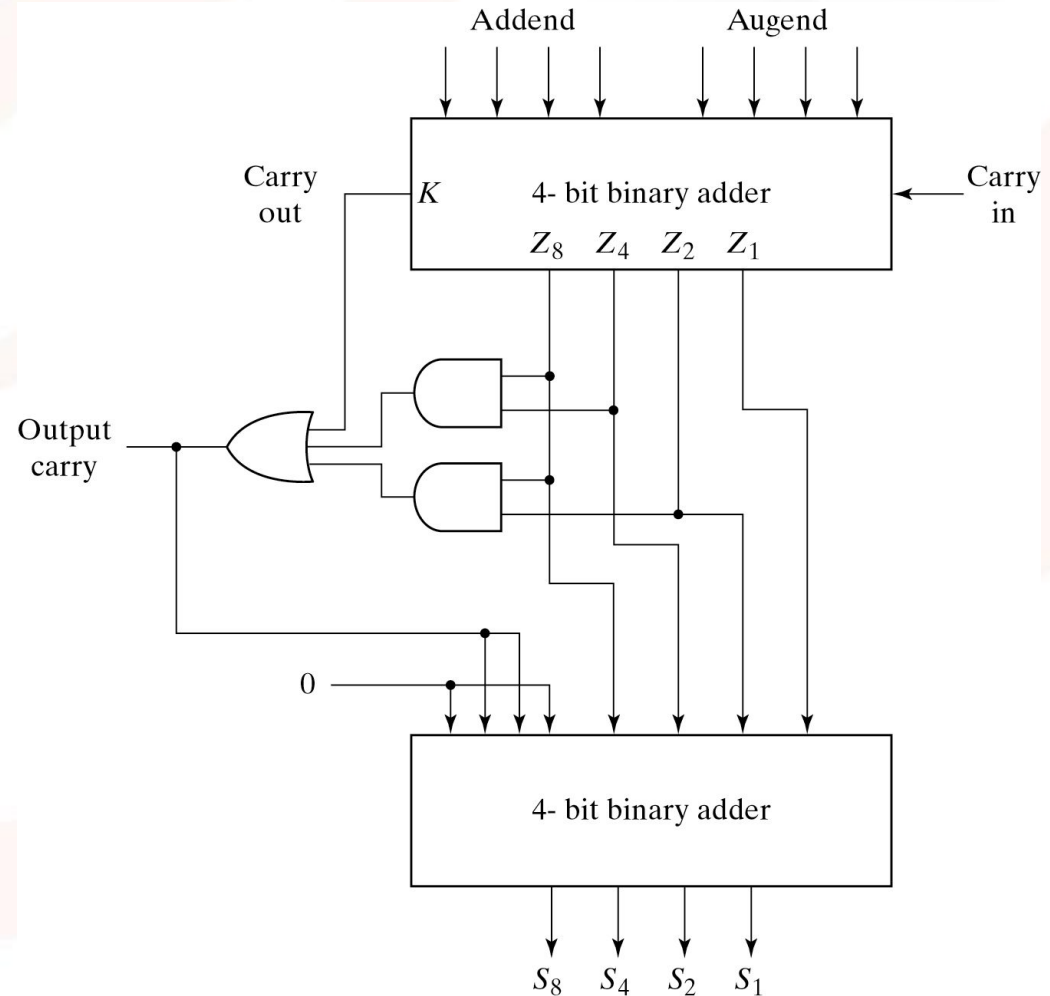 Addend Augend
Carry
out
K 4- bit binary adder
Carry
in
Z8 Z4 Z2 Z1
Output
carry
0
4- bit binary adder
S8 S4 S2 S1